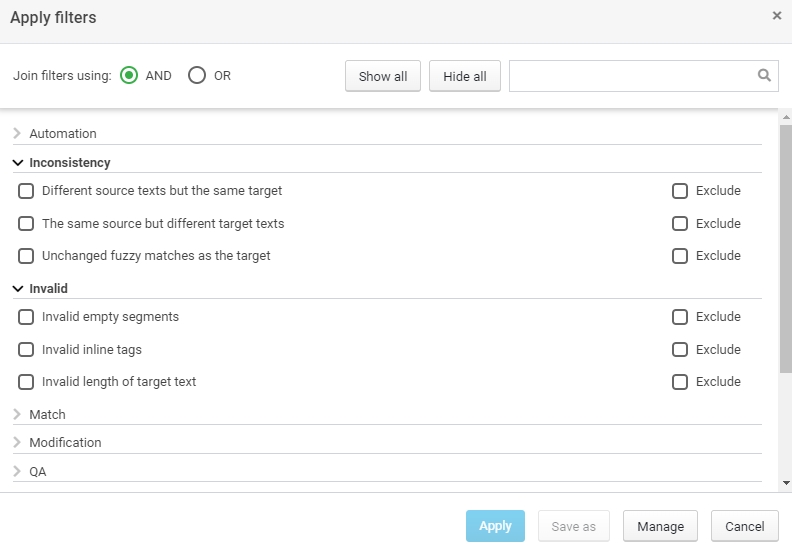 Apply filters
Join filters using: AND OR Show all Hide all
Automation
Inconsistency
Different source texts but the same target Exclude
The same source but different target texts Exclude
Unchanged fuzzy matches as the target Exclude
Invalid
Invalid empty segments Exclude
Invalid inline tags Exclude
Invalid length of target text Exclude
Match
Modification
QA
Apply Save as Manage Cancel